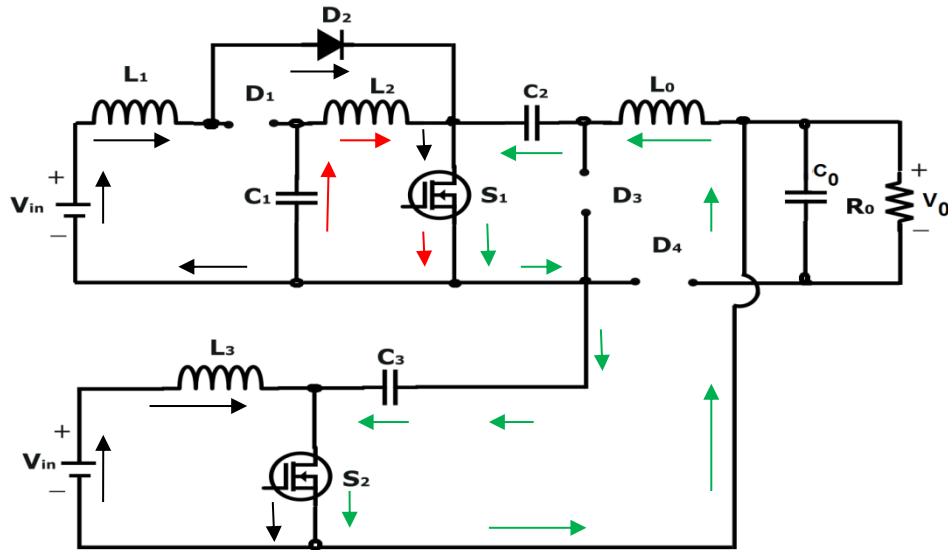 D₂
L₁
D₁
L₂
C₂
L₀
+
Vᵢₙ
−
C₁
S₁
D₃
C₀
R₀
+
V₀
−
D₄
L₃
C₃
+
Vᵢₙ
−
S₂